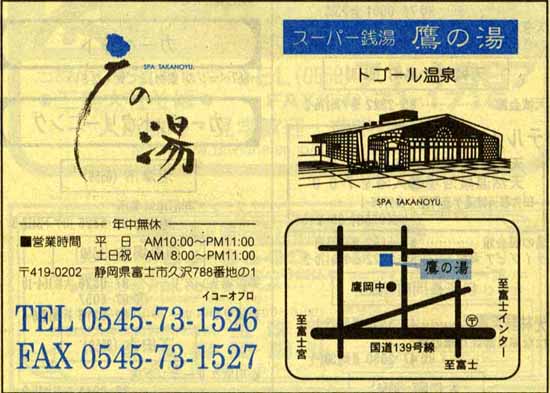 SPA TAKANOYU
の湯
年中無休
■営業時間 平日 AM10:00～PM11:00
土日祝 AM 8:00～PM11:00
〒419-0202 静岡県富士市久沢788番地の1
イコーオフロ
TEL 0545-73-1526
FAX 0545-73-1527
スーパー銭湯 鷹の湯
トゴール温泉
SPA TAKANOYU.
鷹の湯
鷹岡中
至富士インター
〒
至富士宮
国道139号線
至富士